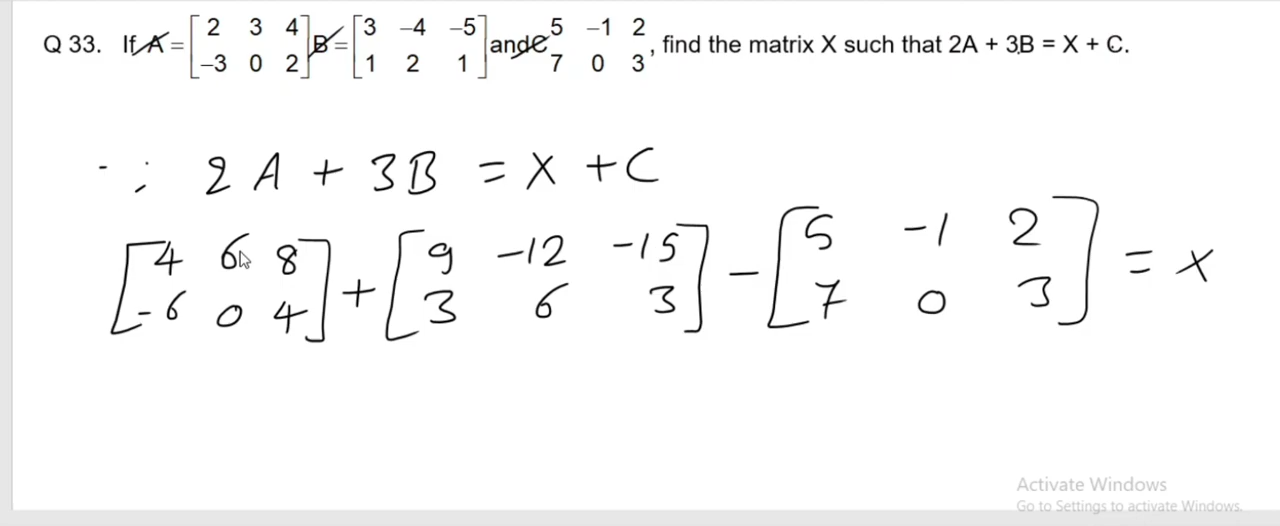 Q 33. If A = [2 3 4] B = [3 −4 −5] and C 5 −1 2, find the matrix X such that 2A + 3B = X + C.
[−3 0 2] [1 2 1] 7 0 3
∵ 2A + 3B = X + C
[4 6 8] + [9 -12 -15] - [5 -1 2] = X
[-6 0 4] [3 6 3] [7 0 3]
Activate Windows
Go to Settings to activate Windows.